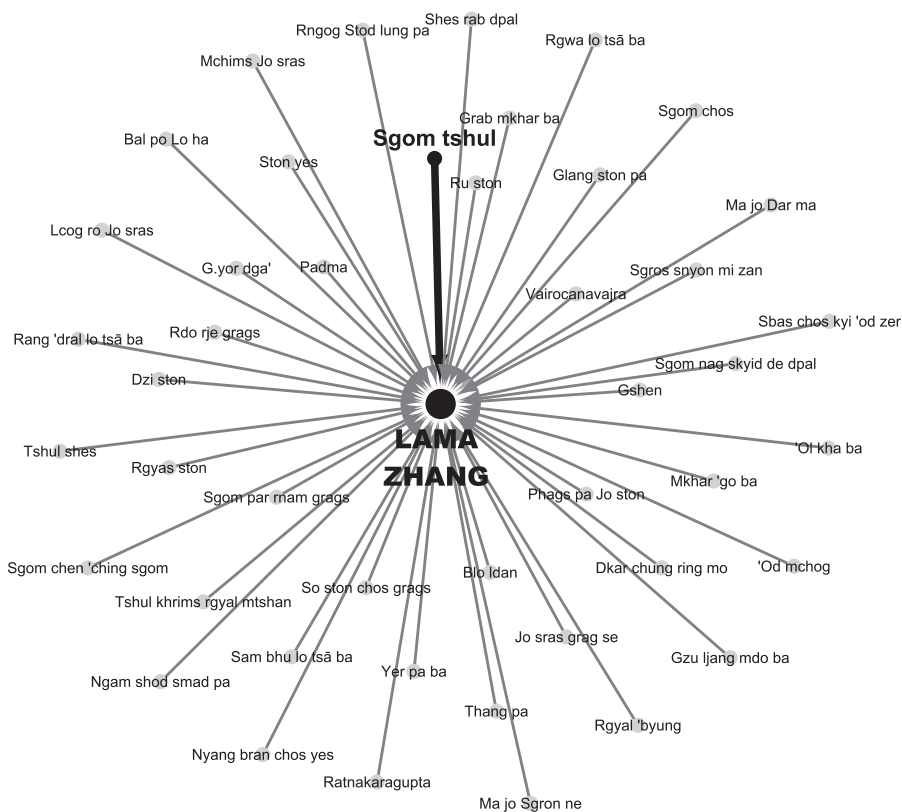 Shes rab dpal
Rngog Stod lung pa
Rgwa lo tsā ba
Mchims Jo sras
Sgom chos
Grab mkhar ba
Sgom tshul
Bal po Lo ha
Ston yes
Glang ston pa
Ru ston
Ma jo Dar ma
Lcog ro Jo sras
G.yor dga'
Padma
Sgros snyon mi zan
Vairocanavajra
Sbas chos kyi 'od zer
Rdo rje grags
Rang 'dral lo tsā ba
Sgom nag skyid de dpal
Dzi ston
Gshen
LAMA
ZHANG
Tshul shes
'Ol kha ba
Rgyas ston
Mkhar 'go ba
Sgom par rnam grags
Phags pa Jo ston
Sgom chen 'ching sgom
Blo ldan
Dkar chung ring mo
'Od mchog
So ston chos grags
Tshul khrims rgyal mtshan
Jo sras grag se
Sam bhu lo tsā ba
Gzu ljang mdo ba
Yer pa ba
Ngam shod smad pa
Thang pa
Rgyal 'byung
Nyang bran chos yes
Ratnakaragupta
Ma jo Sgron ne